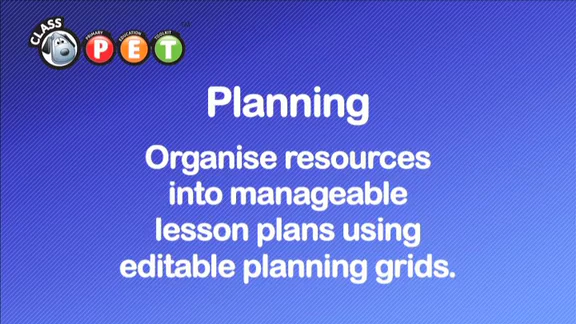 CLASS
PRIMARY EDUCATION TOOLKIT
PET
Planning
Organise resources
into manageable
lesson plans using
editable planning grids.